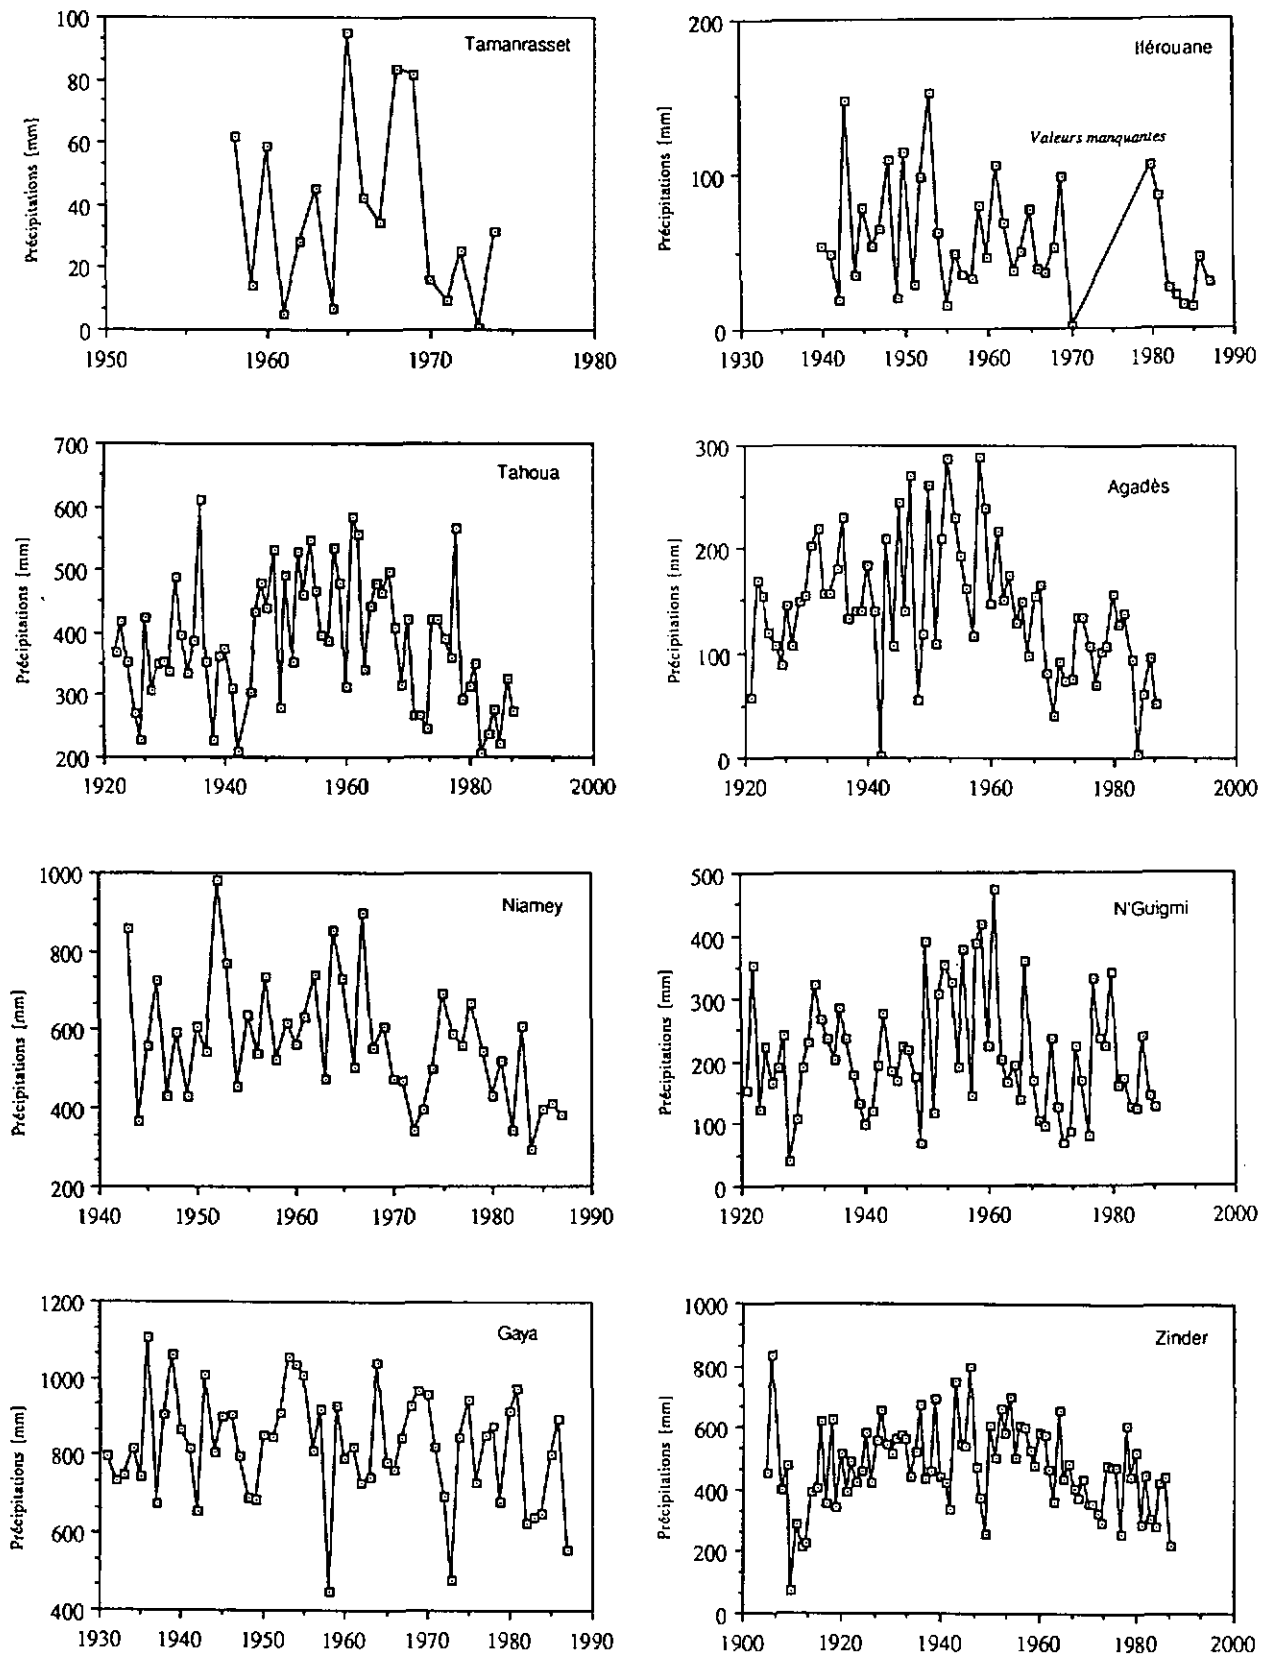 Tamanrasset
Précipitations [mm]
100
80
60
40
20
0
1950 1960 1970 1980
Iférouane
Valeurs manquantes
Précipitations [mm]
200
100
0
1930 1940 1950 1960 1970 1980 1990
Tahoua
Précipitations [mm]
700
600
500
400
300
200
1920 1940 1960 1980 2000
Agadès
Précipitations [mm]
300
200
100
0
1920 1940 1960 1980 2000
Niamey
Précipitations [mm]
1000
800
600
400
200
1940 1950 1960 1970 1980 1990
N'Guigmi
Précipitations [mm]
500
400
300
200
100
0
1920 1940 1960 1980 2000
Gaya
Précipitations [mm]
1200
1000
800
600
400
1930 1940 1950 1960 1970 1980 1990
Zinder
Précipitations [mm]
1000
800
600
400
200
0
1900 1920 1940 1960 1980 2000